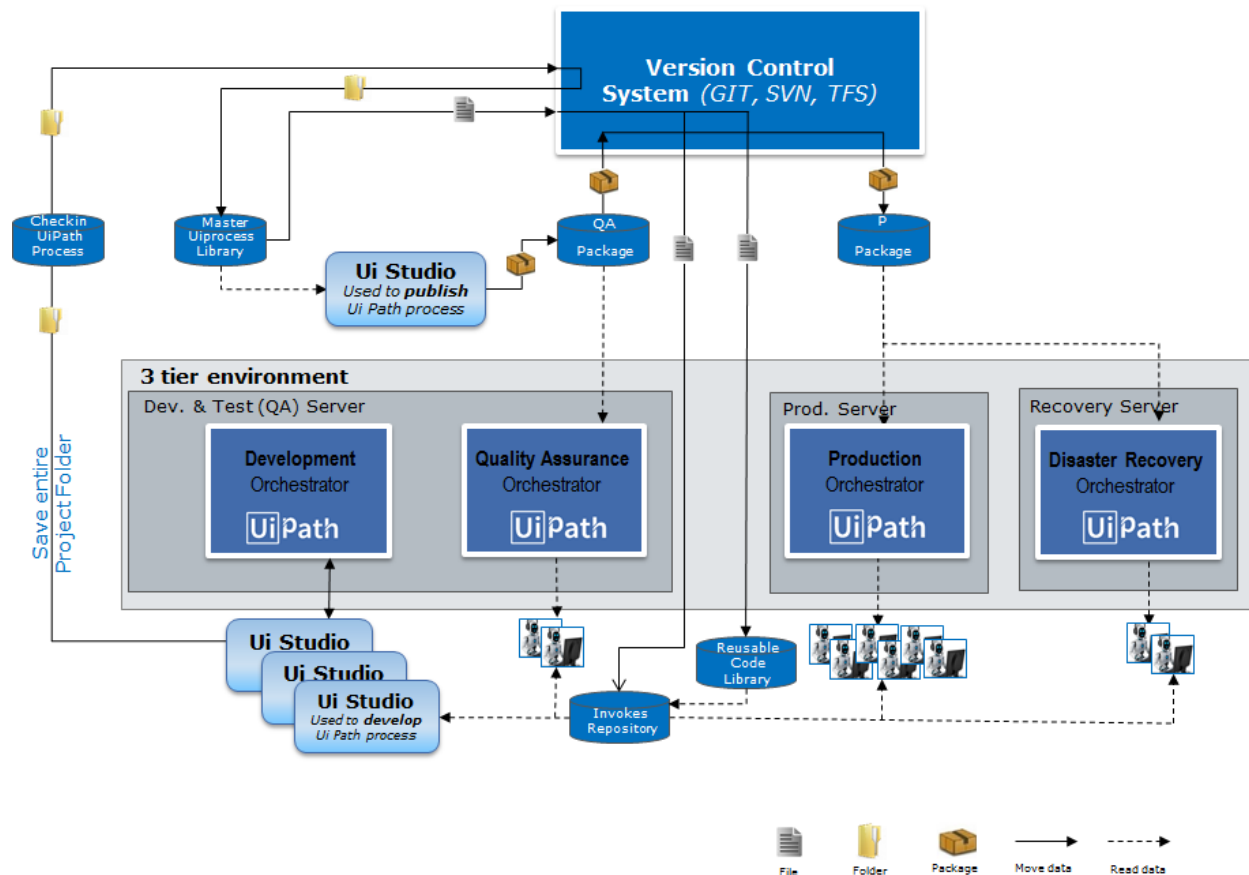 Version Control
System (GIT, SVN, TFS)
Checkin
UiPath
Process
Master
Uiprocess
Library
QA
Package
P
Package
Ui Studio
Used to publish
Ui Path process
3 tier environment
Dev. & Test (QA) Server
Prod. Server
Recovery Server
Development
Orchestrator
UiPath
Quality Assurance
Orchestrator
UiPath
Production
Orchestrator
UiPath
Disaster Recovery
Orchestrator
UiPath
Save entire
Project Folder
Ui Studio
Ui Studio
Ui Studio
Used to develop
Ui Path process
Reusable
Code
Library
Invokes
Repository
File
Folder
Package
Move data
Read data